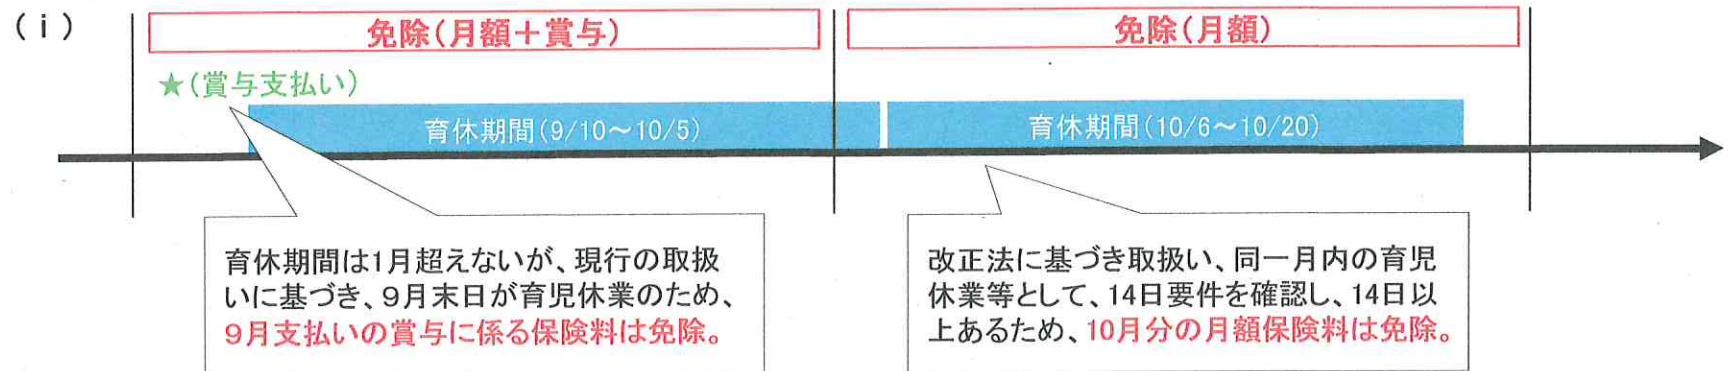 (ⅰ)
免除(月額+賞与)
免除(月額)
★(賞与支払い)
育休期間(9/10~10/5)
育休期間(10/6~10/20)
育休期間は1月超えないが、現行の取扱
いに基づき、9月末日が育児休業のため、
9月支払いの賞与に係る保険料は免除。
改正法に基づき取扱い、同一月内の育児
休業等として、14日要件を確認し、14日以
上あるため、10月分の月額保険料は免除。